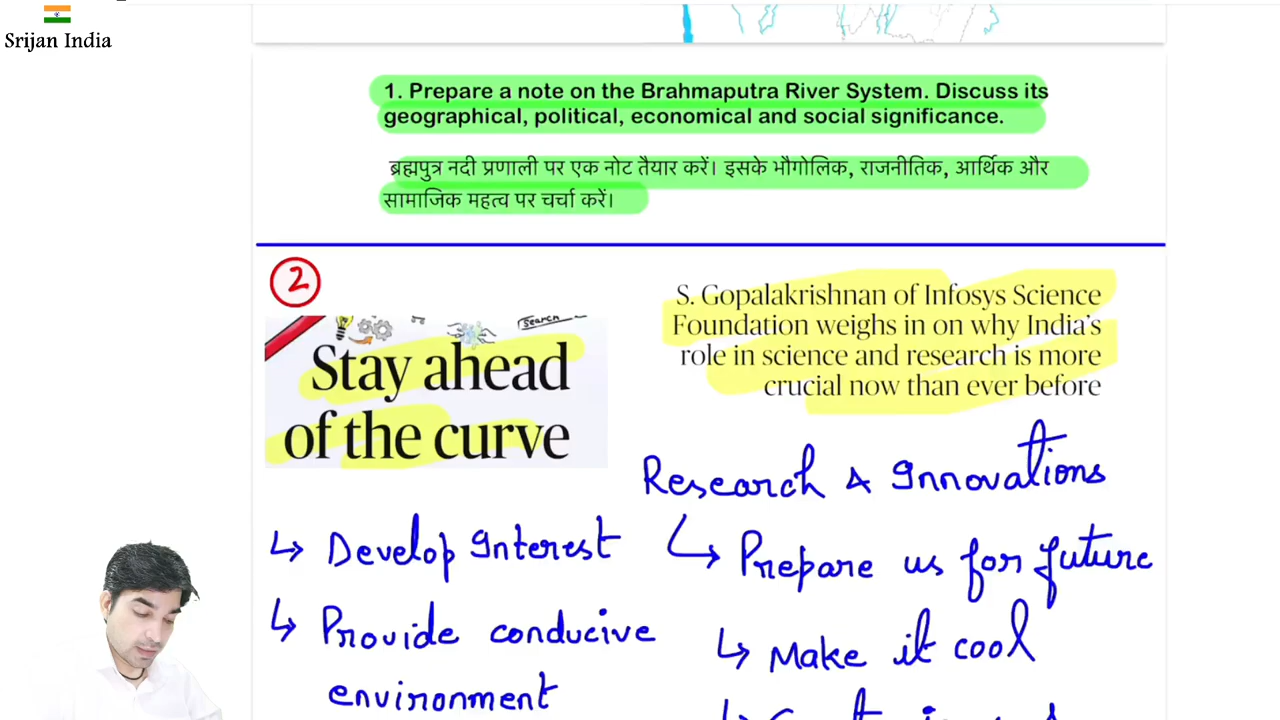 Srijan India
1. Prepare a note on the Brahmaputra River System. Discuss its
geographical, political, economical and social significance.
ब्रह्मपुत्र नदी प्रणाली पर एक नोट तैयार करें। इसके भौगोलिक, राजनीतिक, आर्थिक और
सामाजिक महत्व पर चर्चा करें।
2
search
Stay ahead
of the curve
S. Gopalakrishnan of Infosys Science
Foundation weighs in on why India's
role in science and research is more
crucial now than ever before
Research & Innovations
↳ Prepare us for future
↳ Make it cool
↳ Develop Interest
↳ Provide conducive
environment